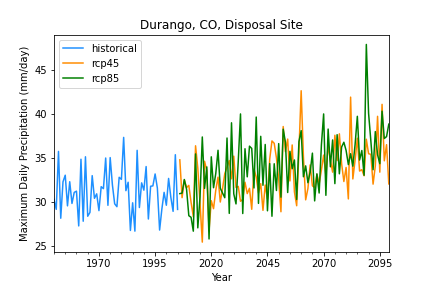 Durango, CO, Disposal Site
Maximum Daily Precipitation (mm/day)
historical
rcp45
rcp85
45
40
35
30
25
1970
1995
2020
2045
2070
2095
Year